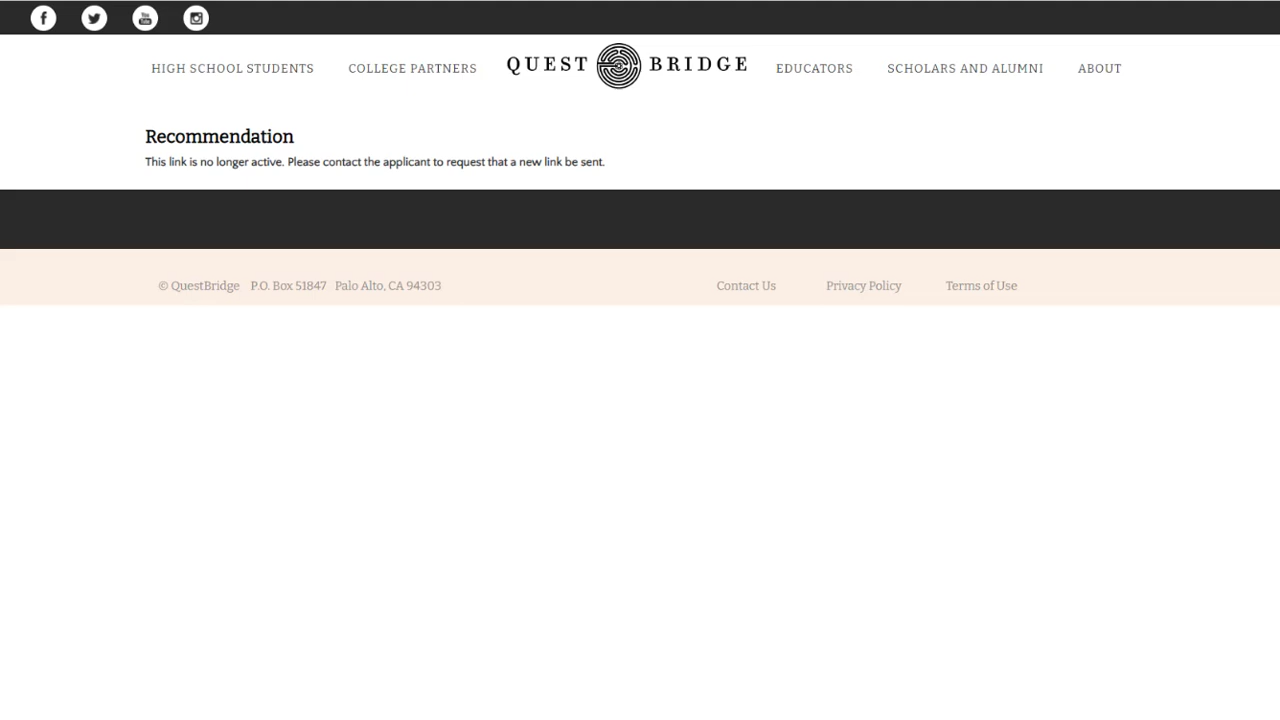 HIGH SCHOOL STUDENTS COLLEGE PARTNERS QUEST BRIDGE EDUCATORS SCHOLARS AND ALUMNI ABOUT
Recommendation
This link is no longer active. Please contact the applicant to request that a new link be sent.
© QuestBridge P.O. Box 51847 Palo Alto, CA 94303 Contact Us Privacy Policy Terms of Use